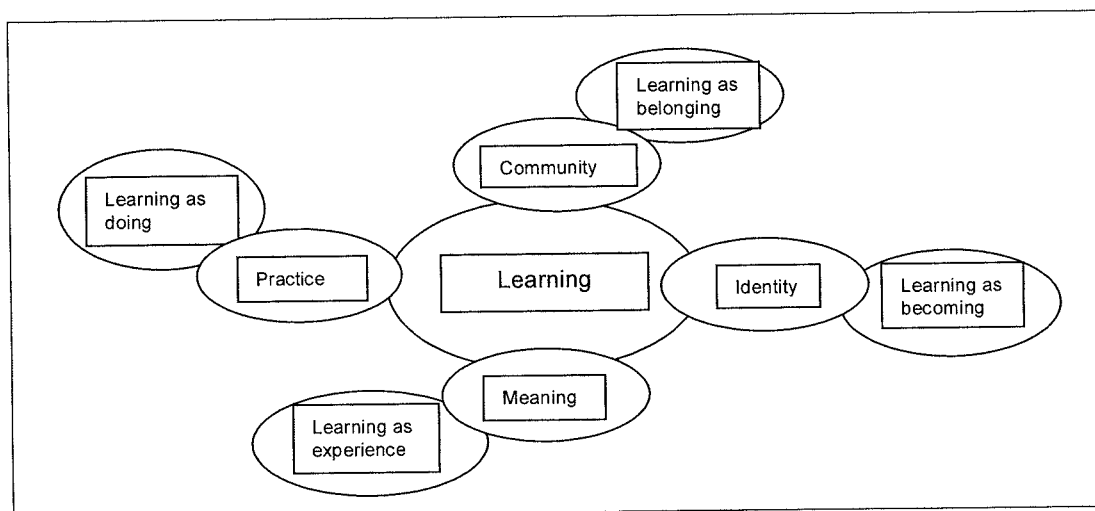 Learning as
belonging
Community
Learning as
doing
Practice
Learning
Identity
Learning as
becoming
Meaning
Learning as
experience